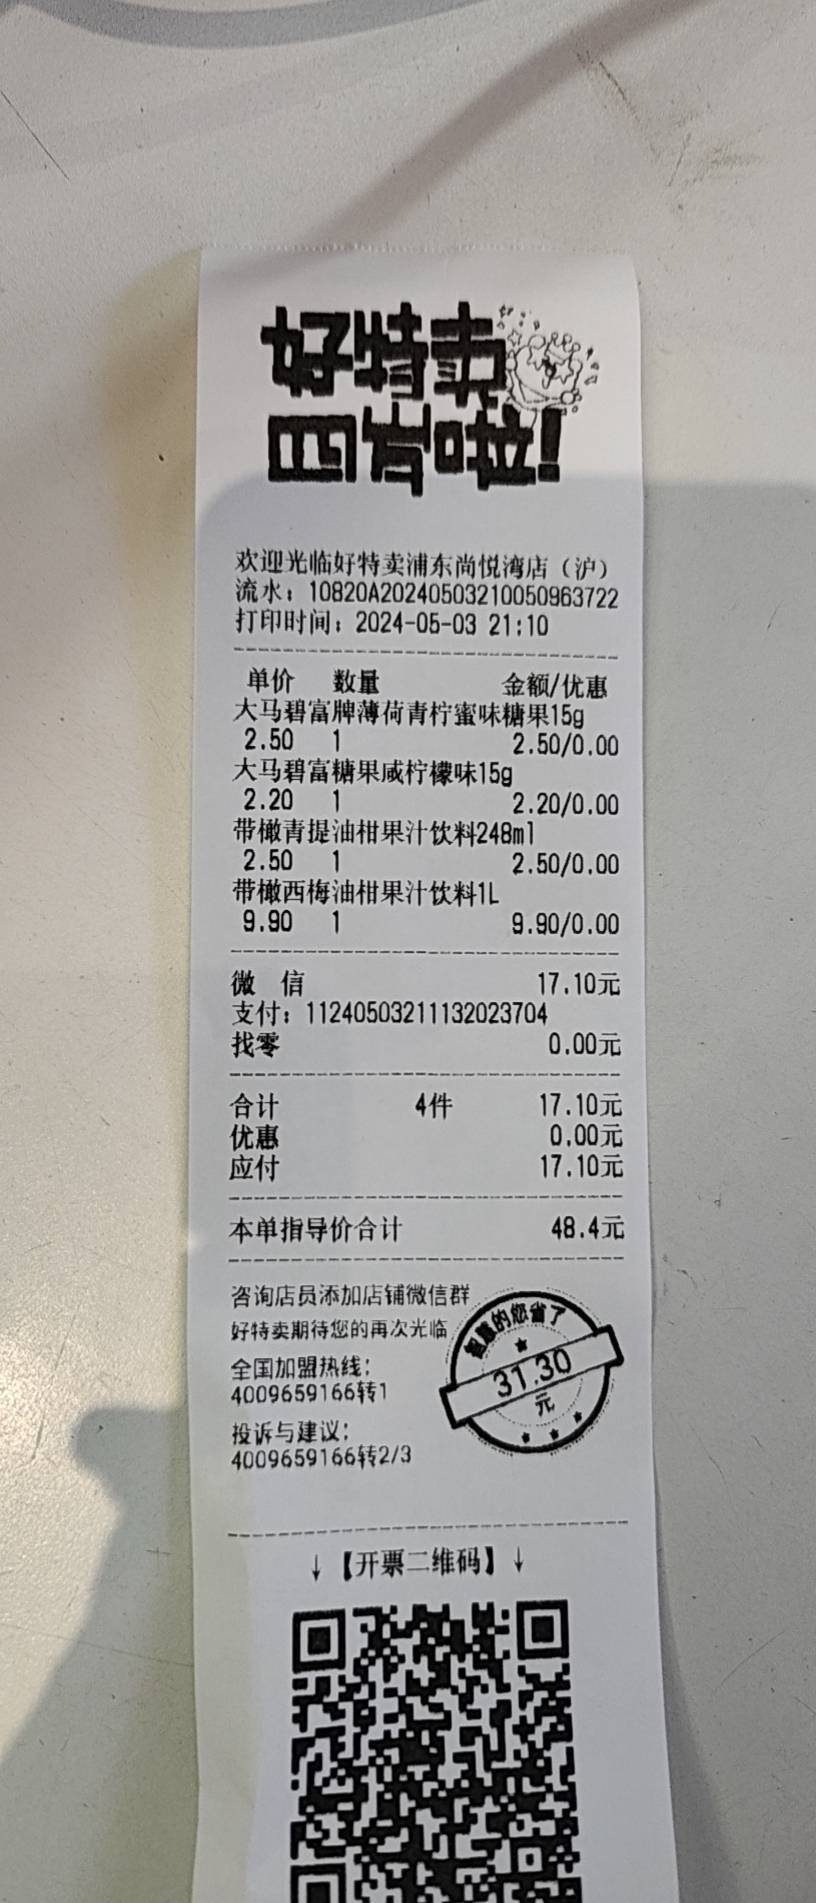 好特拼
目无喜!
欢迎光临好特卖浦东尚悦湾店（沪）
流水：10820A20240503210050963722
打印时间：2024-05-03 21:10
单价 数量 金额/优惠
大马碧富牌薄荷青柠蜜味糖果15g
2.50 1 2.50/0.00
大马碧富糖果咸柠檬味15g
2.20 1 2.20/0.00
带橄青提油柑果汁饮料248ml
2.50 1 2.50/0.00
带橄西梅油柑果汁饮料1L
9.90 1 9.90/0.00
微 信 17.10元
支付：11240503211132023704
找零 0.00元
合计 4件 17.10元
优惠 0.00元
应付 17.10元
本单指导价合计 48.4元
咨询店员添加店铺微信群
好特卖期待您的再次光临
全国加盟热线：
4009659166转1
投诉与建议：
4009659166转2/3
智慧的您省了
31.30
元
↓【开票二维码】↓